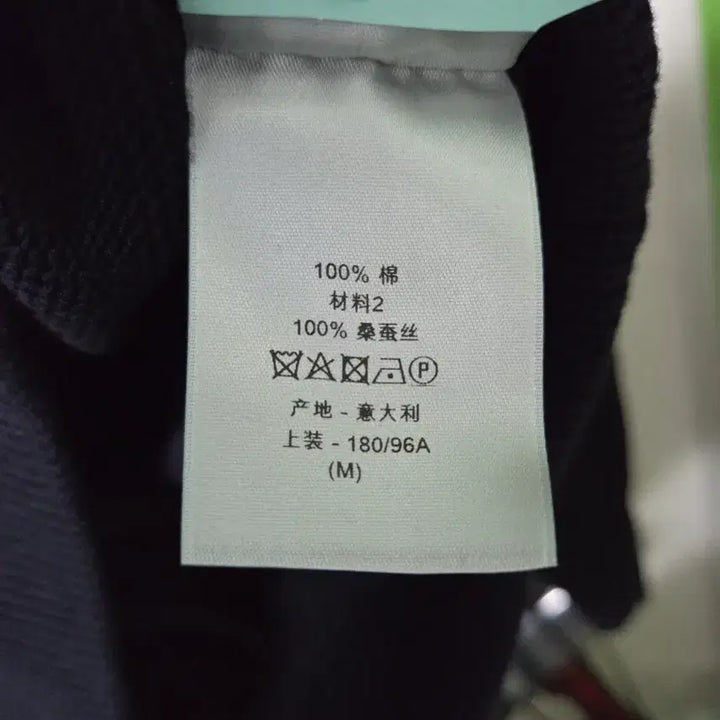 100% 棉
材料2
100% 桑蚕丝
P
产地 - 意大利
上装 - 180/96A
(M)